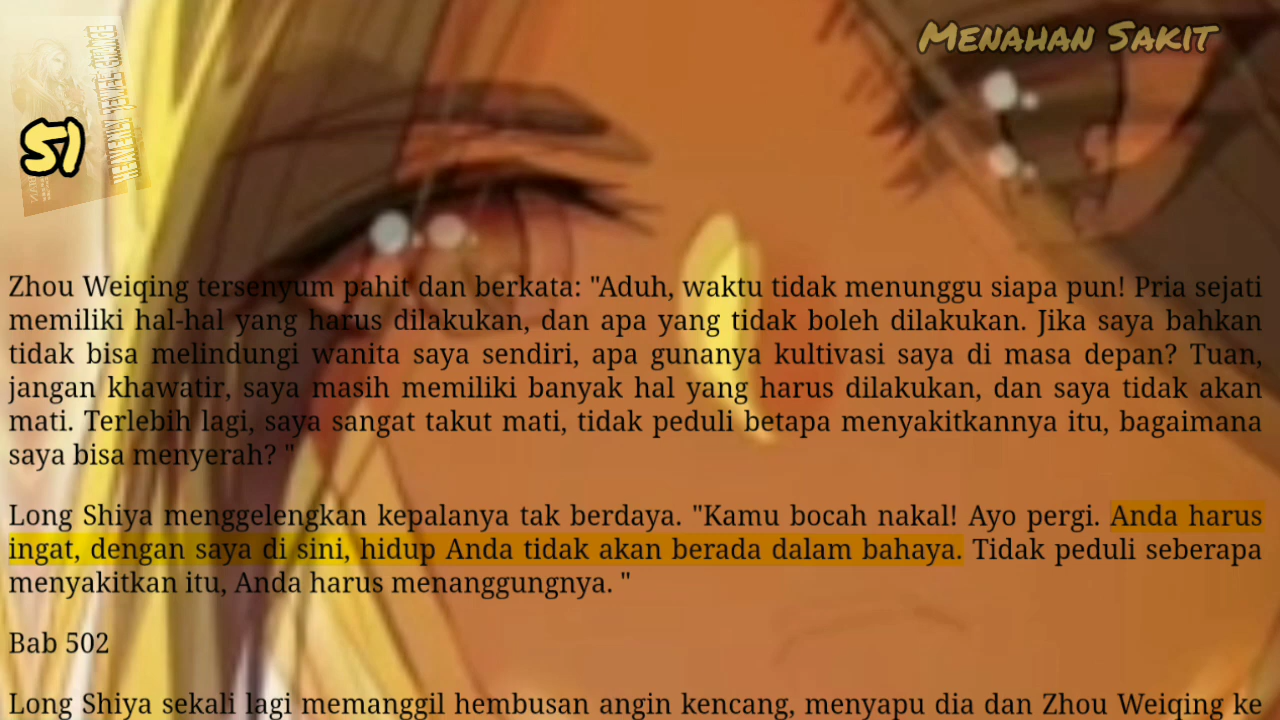 Menahan Sakit
HEAVENLY JEWEL CHANGE
51
Zhou Weiqing tersenyum pahit dan berkata: "Aduh, waktu tidak menunggu siapa pun! Pria sejati
memiliki hal-hal yang harus dilakukan, dan apa yang tidak boleh dilakukan. Jika saya bahkan
tidak bisa melindungi wanita saya sendiri, apa gunanya kultivasi saya di masa depan? Tuan,
jangan khawatir, saya masih memiliki banyak hal yang harus dilakukan, dan saya tidak akan
mati. Terlebih lagi, saya sangat takut mati, tidak peduli betapa menyakitkannya itu, bagaimana
saya bisa menyerah? "
Long Shiya menggelengkan kepalanya tak berdaya. "Kamu bocah nakal! Ayo pergi. Anda harus
ingat, dengan saya di sini, hidup Anda tidak akan berada dalam bahaya. Tidak peduli seberapa
menyakitkan itu, Anda harus menanggungnya. "
Bab 502
Long Shiya sekali lagi memanggil hembusan angin kencang, menyapu dia dan Zhou Weiqing ke